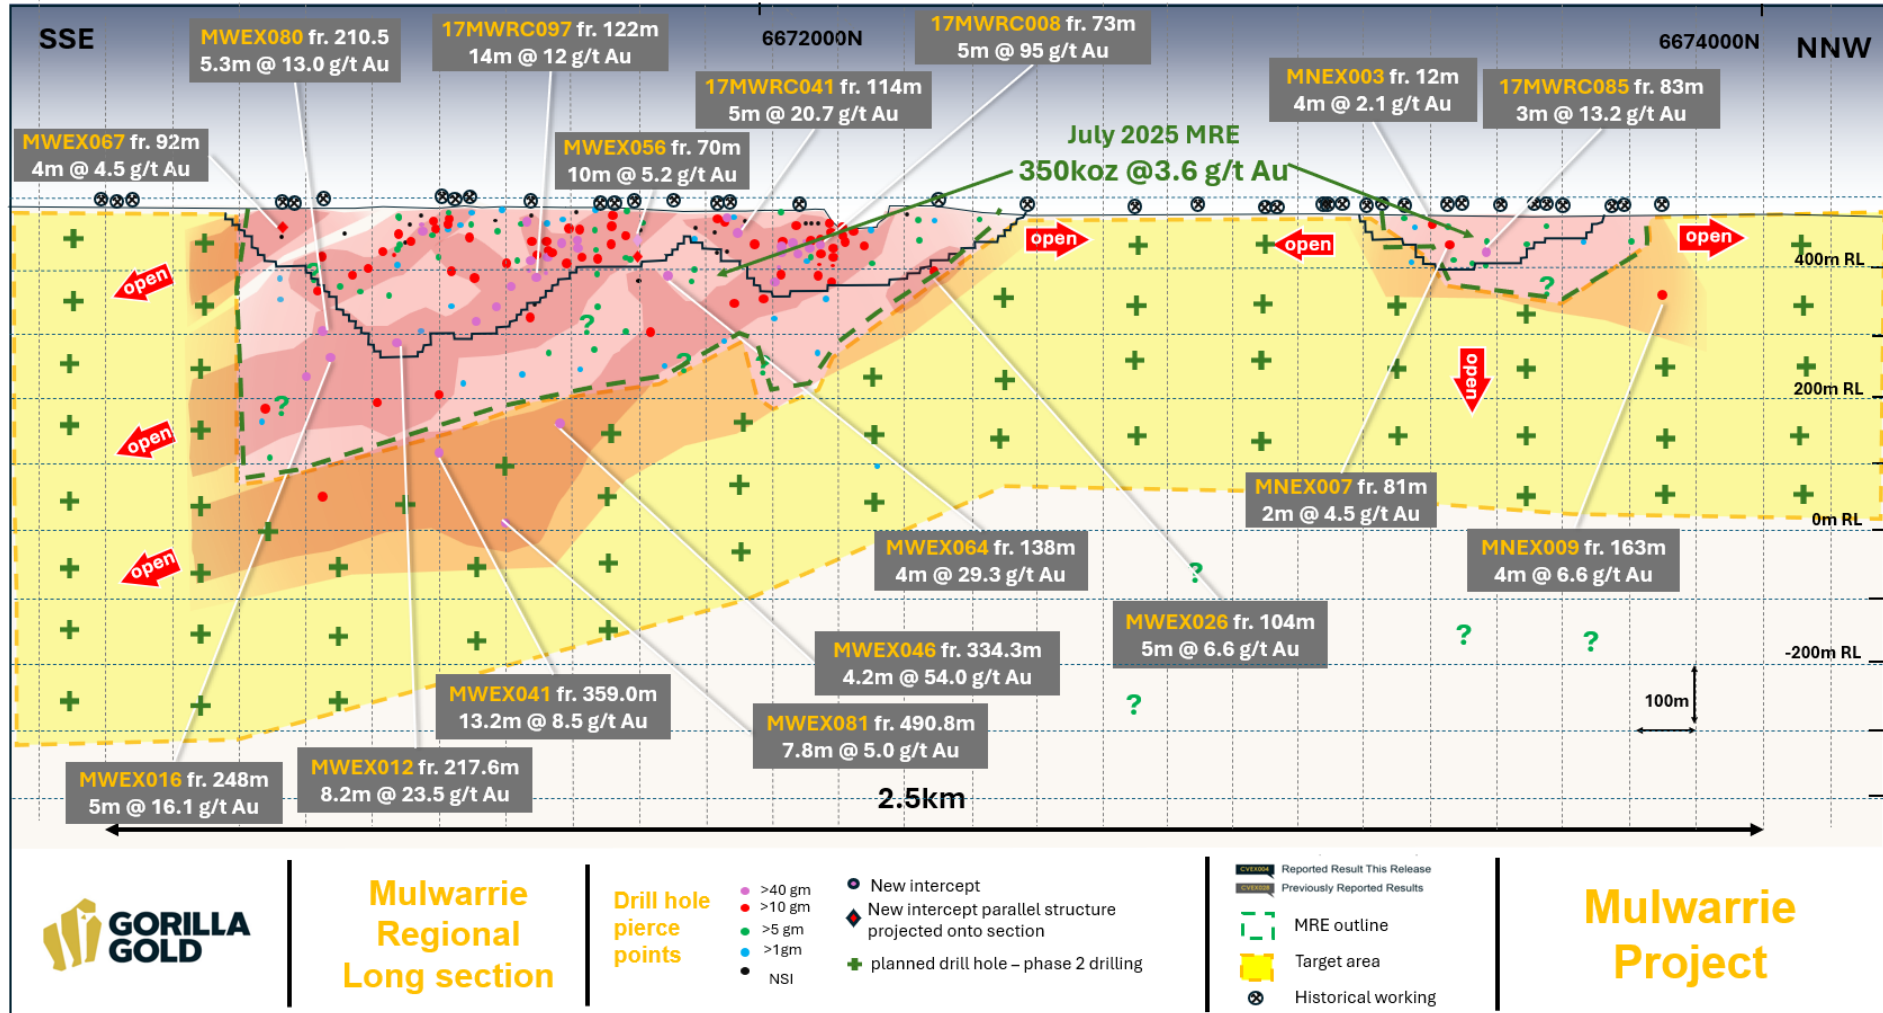 SSE
6672000N
6674000N
NNW
MWEX080 fr. 210.5
5.3m @ 13.0 g/t Au
17MWRC097 fr. 122m
14m @ 12 g/t Au
17MWRC008 fr. 73m
5m @ 95 g/t Au
17MWRC041 fr. 114m
5m @ 20.7 g/t Au
MNEX003 fr. 12m
4m @ 2.1 g/t Au
17MWRC085 fr. 83m
3m @ 13.2 g/t Au
MWEX067 fr. 92m
4m @ 4.5 g/t Au
MWEX056 fr. 70m
10m @ 5.2 g/t Au
July 2025 MRE
350koz @3.6 g/t Au
open
open
open
open
open
open
open
?
?
?
?
?
?
400m RL
200m RL
0m RL
-200m RL
MNEX007 fr. 81m
2m @ 4.5 g/t Au
MWEX064 fr. 138m
4m @ 29.3 g/t Au
MNEX009 fr. 163m
4m @ 6.6 g/t Au
?
MWEX026 fr. 104m
5m @ 6.6 g/t Au
?
?
?
MWEX046 fr. 334.3m
4.2m @ 54.0 g/t Au
MWEX041 fr. 359.0m
13.2m @ 8.5 g/t Au
MWEX081 fr. 490.8m
7.8m @ 5.0 g/t Au
100m
MWEX016 fr. 248m
5m @ 16.1 g/t Au
MWEX012 fr. 217.6m
8.2m @ 23.5 g/t Au
2.5km
GORILLA
GOLD
Mulwarrie
Regional
Long section
Drill hole
pierce
points
>40 gm
>10 gm
>5 gm
>1gm
NSI
New intercept
New intercept parallel structure
projected onto section
planned drill hole – phase 2 drilling
CVEX004
Reported Result This Release
Previously Reported Results
MRE outline
Target area
Historical working
Mulwarrie
Project